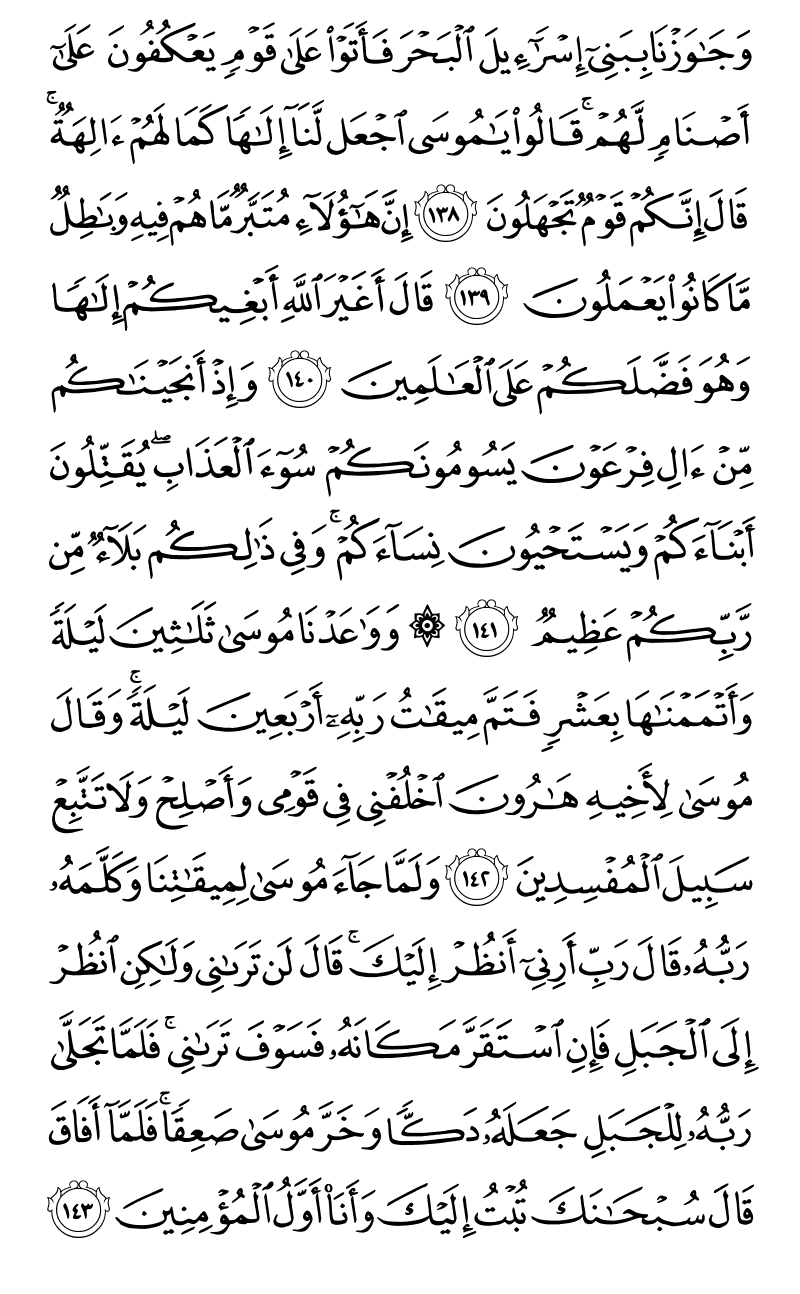 وَجَٰوَزْنَا بِبَنِىٓ إِسْرَٰٓءِيلَ ٱلْبَحْرَ فَأَتَوْا۟ عَلَىٰ قَوْمٍ يَعْكُفُونَ عَلَىٰٓ
أَصْنَامٍ لَّهُمْ ۚ قَالُوا۟ يَٰمُوسَى ٱجْعَل لَّنَآ إِلَٰهًا كَمَا لَهُمْ ءَالِهَةٌ ۚ
قَالَ إِنَّكُمْ قَوْمٌ تَجْهَلُونَ ١٣٨ إِنَّ هَٰٓؤُلَآءِ مُتَبَّرٌ مَّا هُمْ فِيهِ وَبَٰطِلٌ
مَّا كَانُوا۟ يَعْمَلُونَ ١٣٩ قَالَ أَغَيْرَ ٱللَّهِ أَبْغِيكُمْ إِلَٰهًا
وَهُوَ فَضَّلَكُمْ عَلَى ٱلْعَٰلَمِينَ ١٤٠ وَإِذْ أَنجَيْنَٰكُم
مِّنْ ءَالِ فِرْعَوْنَ يَسُومُونَكُمْ سُوٓءَ ٱلْعَذَابِ ۖ يُقَتِّلُونَ
أَبْنَآءَكُمْ وَيَسْتَحْيُونَ نِسَآءَكُمْ ۚ وَفِى ذَٰلِكُم بَلَآءٌ مِّن
رَّبِّكُمْ عَظِيمٌ ١٤١ ۞ وَوَٰعَدْنَا مُوسَىٰ ثَلَٰثِينَ لَيْلَةً
وَأَتْمَمْنَٰهَا بِعَشْرٍ فَتَمَّ مِيقَٰتُ رَبِّهِۦٓ أَرْبَعِينَ لَيْلَةً ۚ وَقَالَ
مُوسَىٰ لِأَخِيهِ هَٰرُونَ ٱخْلُفْنِى فِى قَوْمِى وَأَصْلِحْ وَلَا تَتَّبِعْ
سَبِيلَ ٱلْمُفْسِدِينَ ١٤٢ وَلَمَّا جَآءَ مُوسَىٰ لِمِيقَٰتِنَا وَكَلَّمَهُۥ
رَبُّهُۥ قَالَ رَبِّ أَرِنِىٓ أَنظُرْ إِلَيْكَ ۚ قَالَ لَن تَرَىٰنِى وَلَٰكِنِ ٱنظُرْ
إِلَى ٱلْجَبَلِ فَإِنِ ٱسْتَقَرَّ مَكَانَهُۥ فَسَوْفَ تَرَىٰنِى ۚ فَلَمَّا تَجَلَّىٰ
رَبُّهُۥ لِلْجَبَلِ جَعَلَهُۥ دَكًّا وَخَرَّ مُوسَىٰ صَعِقًا ۚ فَلَمَّآ أَفَاقَ
قَالَ سُبْحَٰنَكَ تُبْتُ إِلَيْكَ وَأَنَا۠ أَوَّلُ ٱلْمُؤْمِنِينَ ١٤٣